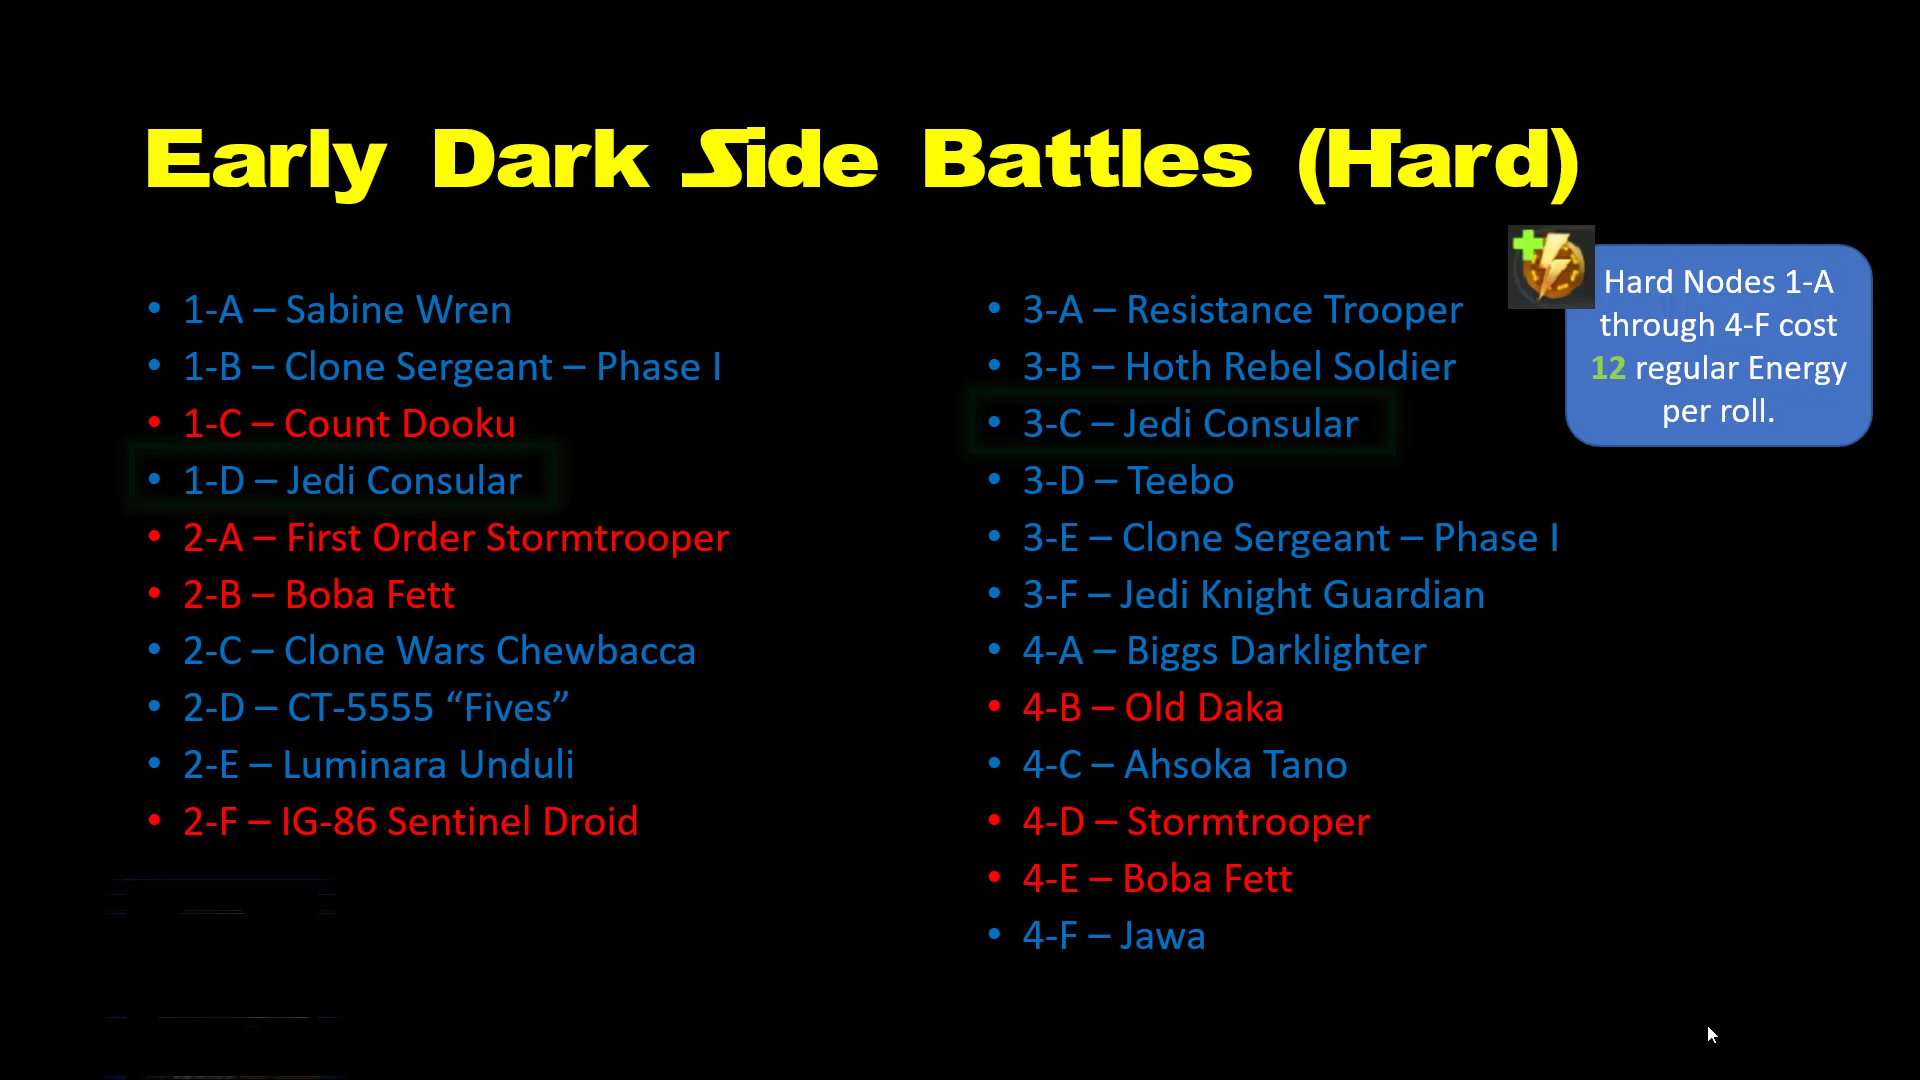 Early Dark Side Battles (Hard)
• 1-A – Sabine Wren
• 1-B – Clone Sergeant – Phase I
• 1-C – Count Dooku
• 1-D – Jedi Consular
• 2-A – First Order Stormtrooper
• 2-B – Boba Fett
• 2-C – Clone Wars Chewbacca
• 2-D – CT-5555 “Fives”
• 2-E – Luminara Unduli
• 2-F – IG-86 Sentinel Droid
• 3-A – Resistance Trooper
• 3-B – Hoth Rebel Soldier
• 3-C – Jedi Consular
• 3-D – Teebo
• 3-E – Clone Sergeant – Phase I
• 3-F – Jedi Knight Guardian
• 4-A – Biggs Darklighter
• 4-B – Old Daka
• 4-C – Ahsoka Tano
• 4-D – Stormtrooper
• 4-E – Boba Fett
• 4-F – Jawa
Hard Nodes 1-A
through 4-F cost
12 regular Energy
per roll.